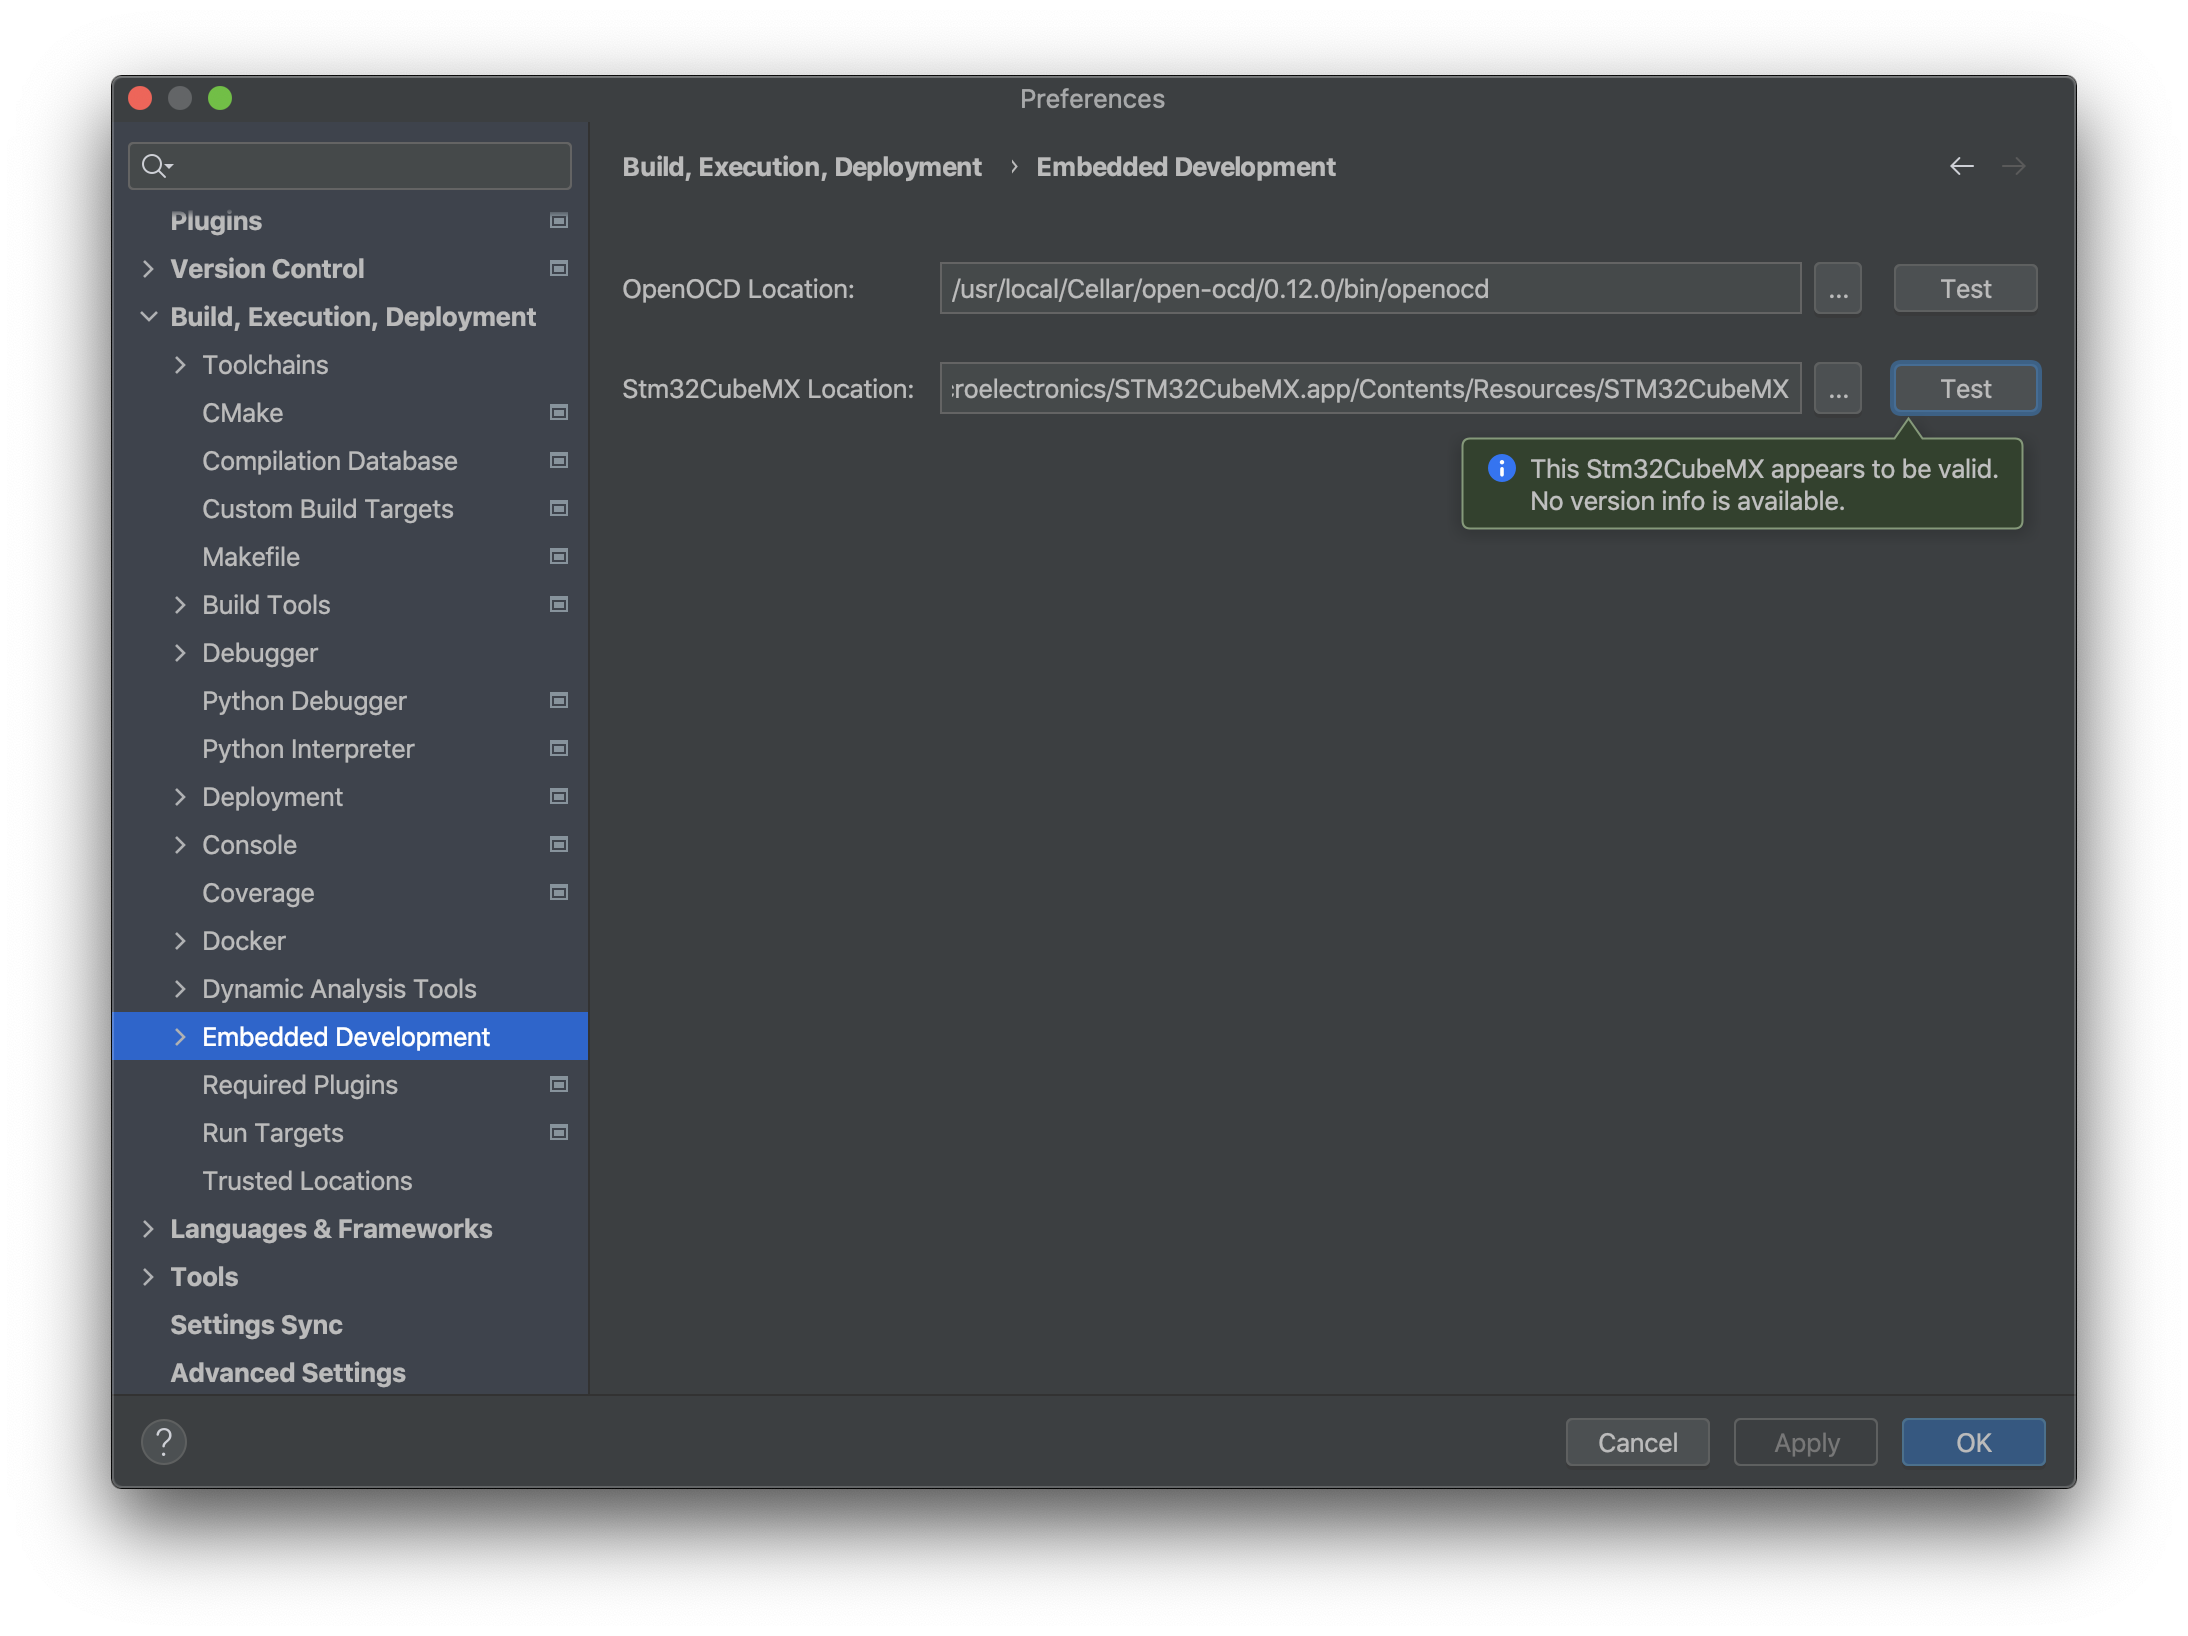 Preferences
Plugins
Version Control
Build, Execution, Deployment
Toolchains
CMake
Compilation Database
Custom Build Targets
Makefile
Build Tools
Debugger
Python Debugger
Python Interpreter
Deployment
Console
Coverage
Docker
Dynamic Analysis Tools
Embedded Development
Required Plugins
Run Targets
Trusted Locations
Languages & Frameworks
Tools
Settings Sync
Advanced Settings
Build, Execution, Deployment › Embedded Development
OpenOCD Location: /usr/local/Cellar/open-ocd/0.12.0/bin/openocd ... Test
Stm32CubeMX Location: roelectronics/STM32CubeMX.app/Contents/Resources/STM32CubeMX ... Test
This Stm32CubeMX appears to be valid.
No version info is available.
? Cancel Apply OK